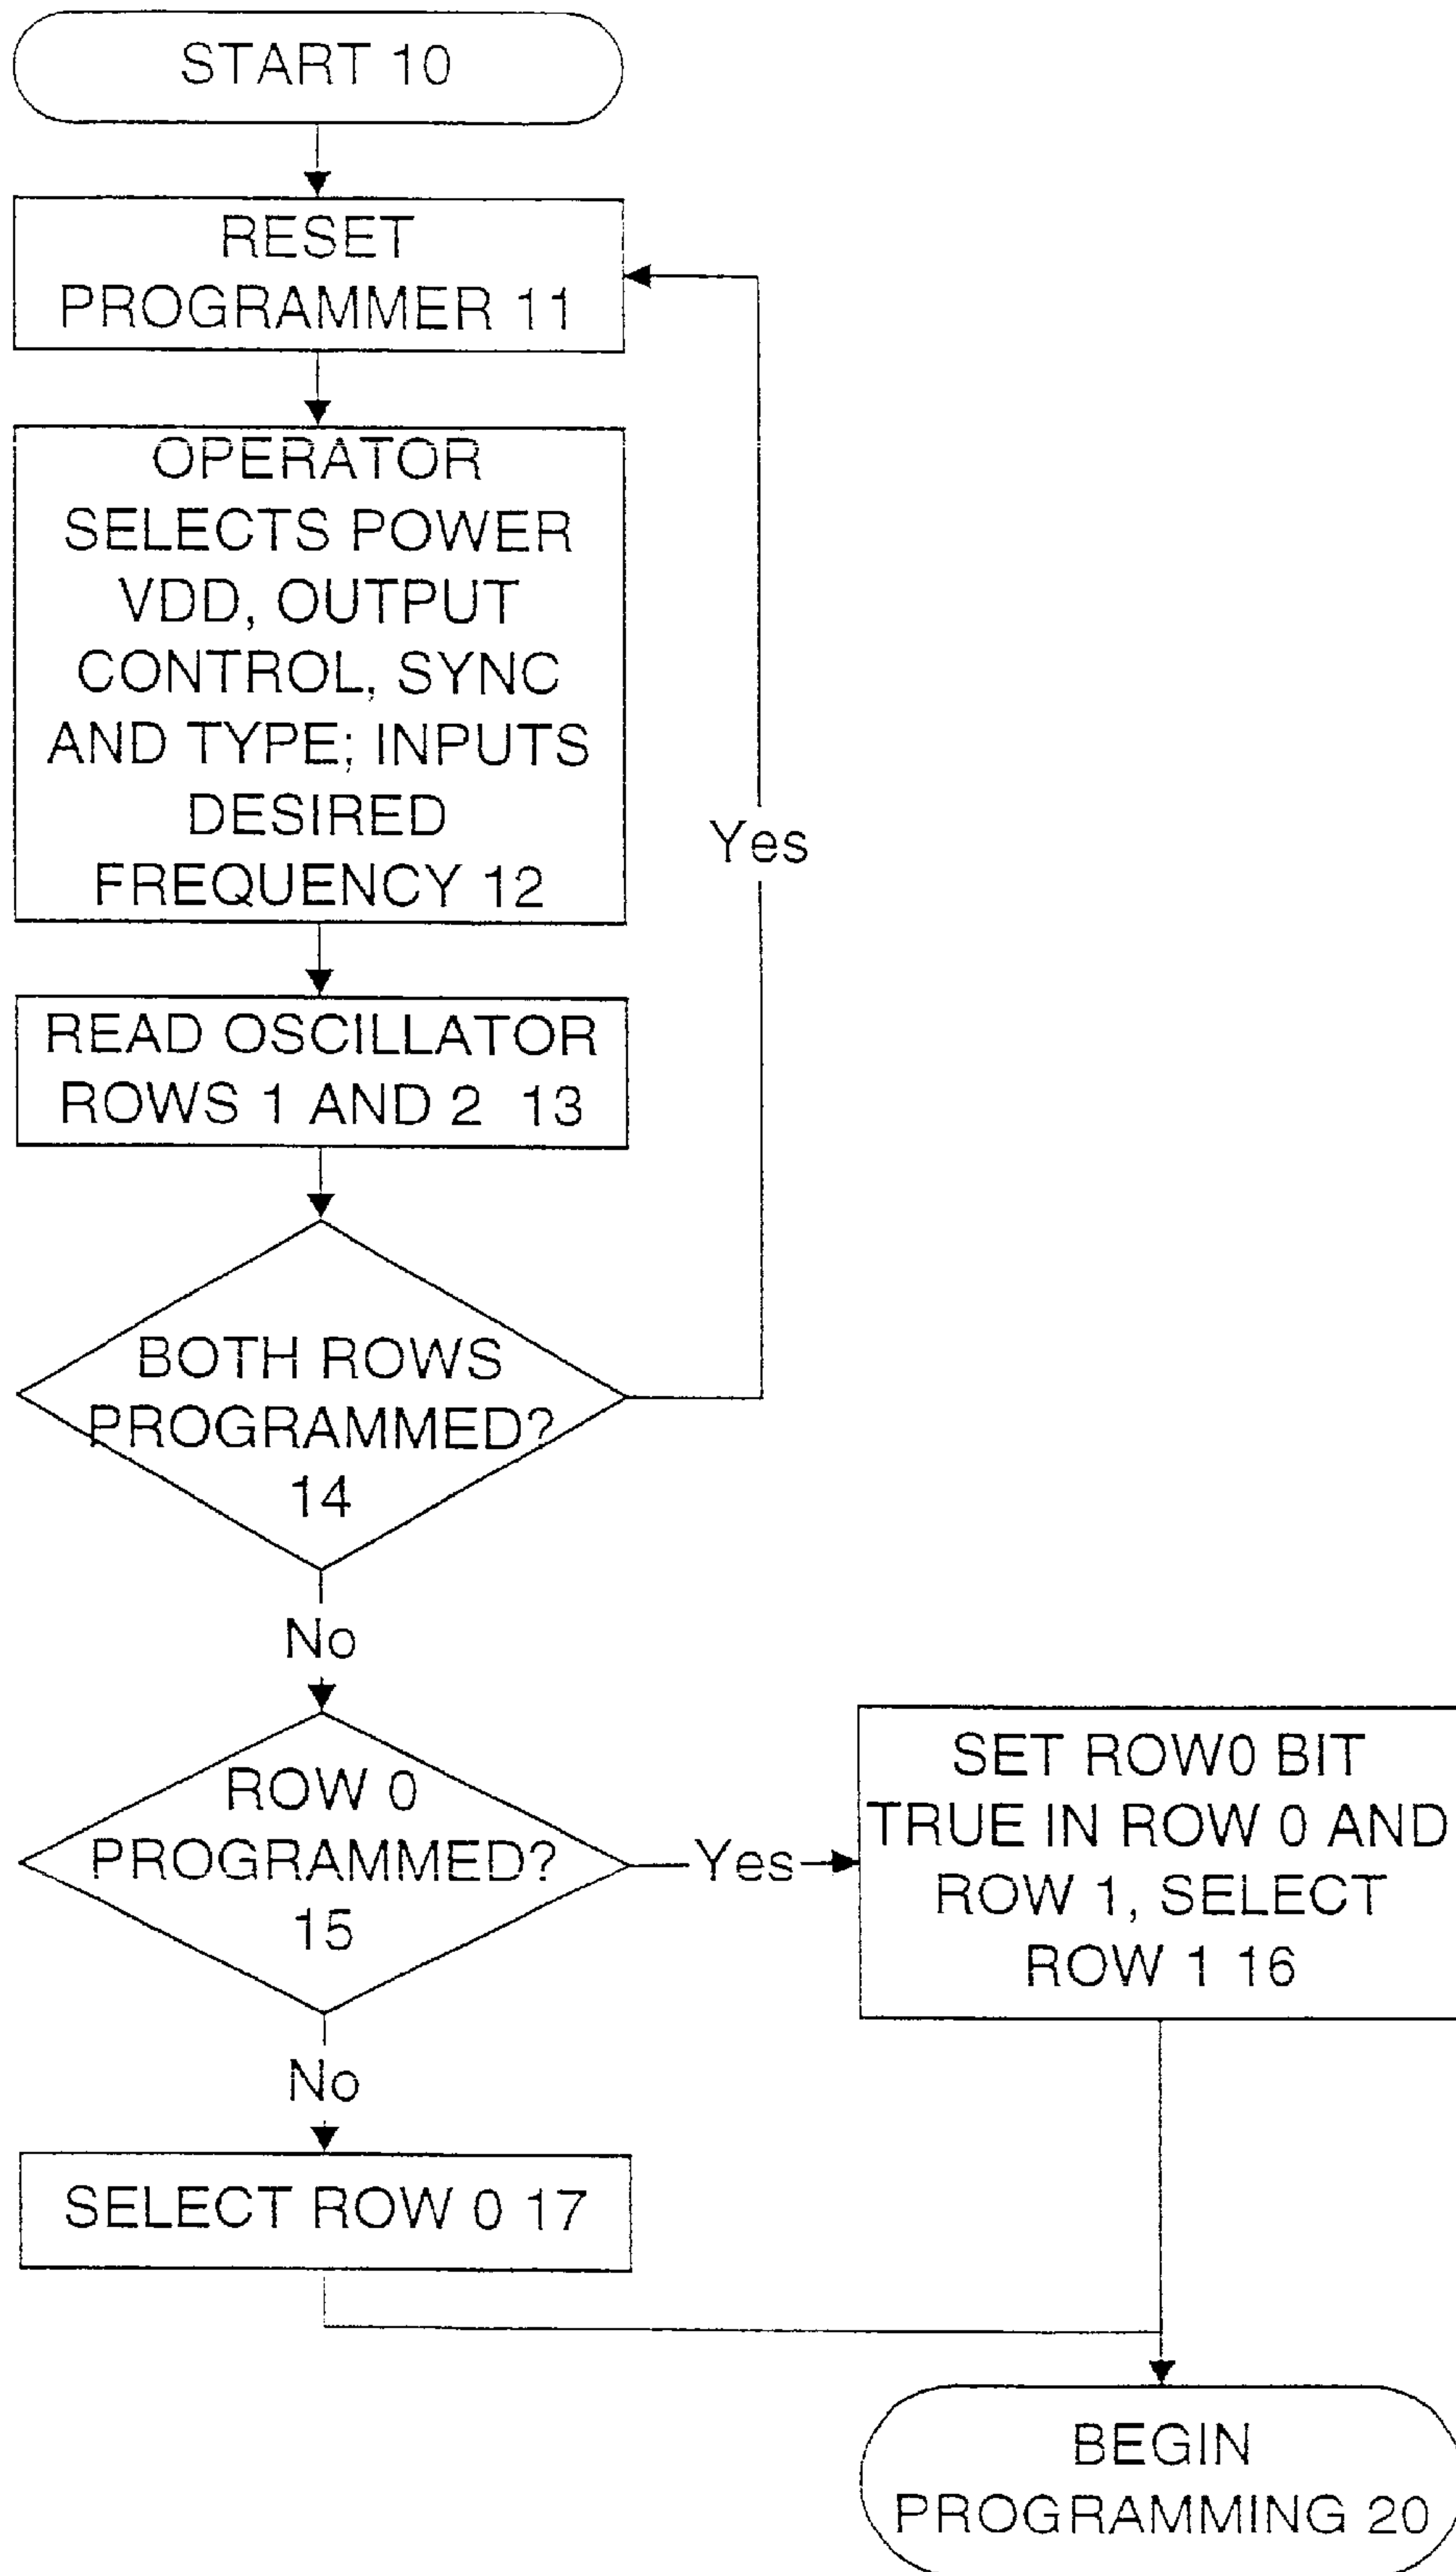 START 10
RESET
PROGRAMMER 11
OPERATOR
SELECTS POWER
VDD, OUTPUT
CONTROL, SYNC
AND TYPE; INPUTS
DESIRED
FREQUENCY 12
Yes
READ OSCILLATOR
ROWS 1 AND 2 13
BOTH ROWS
PROGRAMMED?
14
No
ROW 0
PROGRAMMED?
15
Yes
SET ROW0 BIT
TRUE IN ROW 0 AND
ROW 1, SELECT
ROW 1 16
No
SELECT ROW 0 17
BEGIN
PROGRAMMING 20